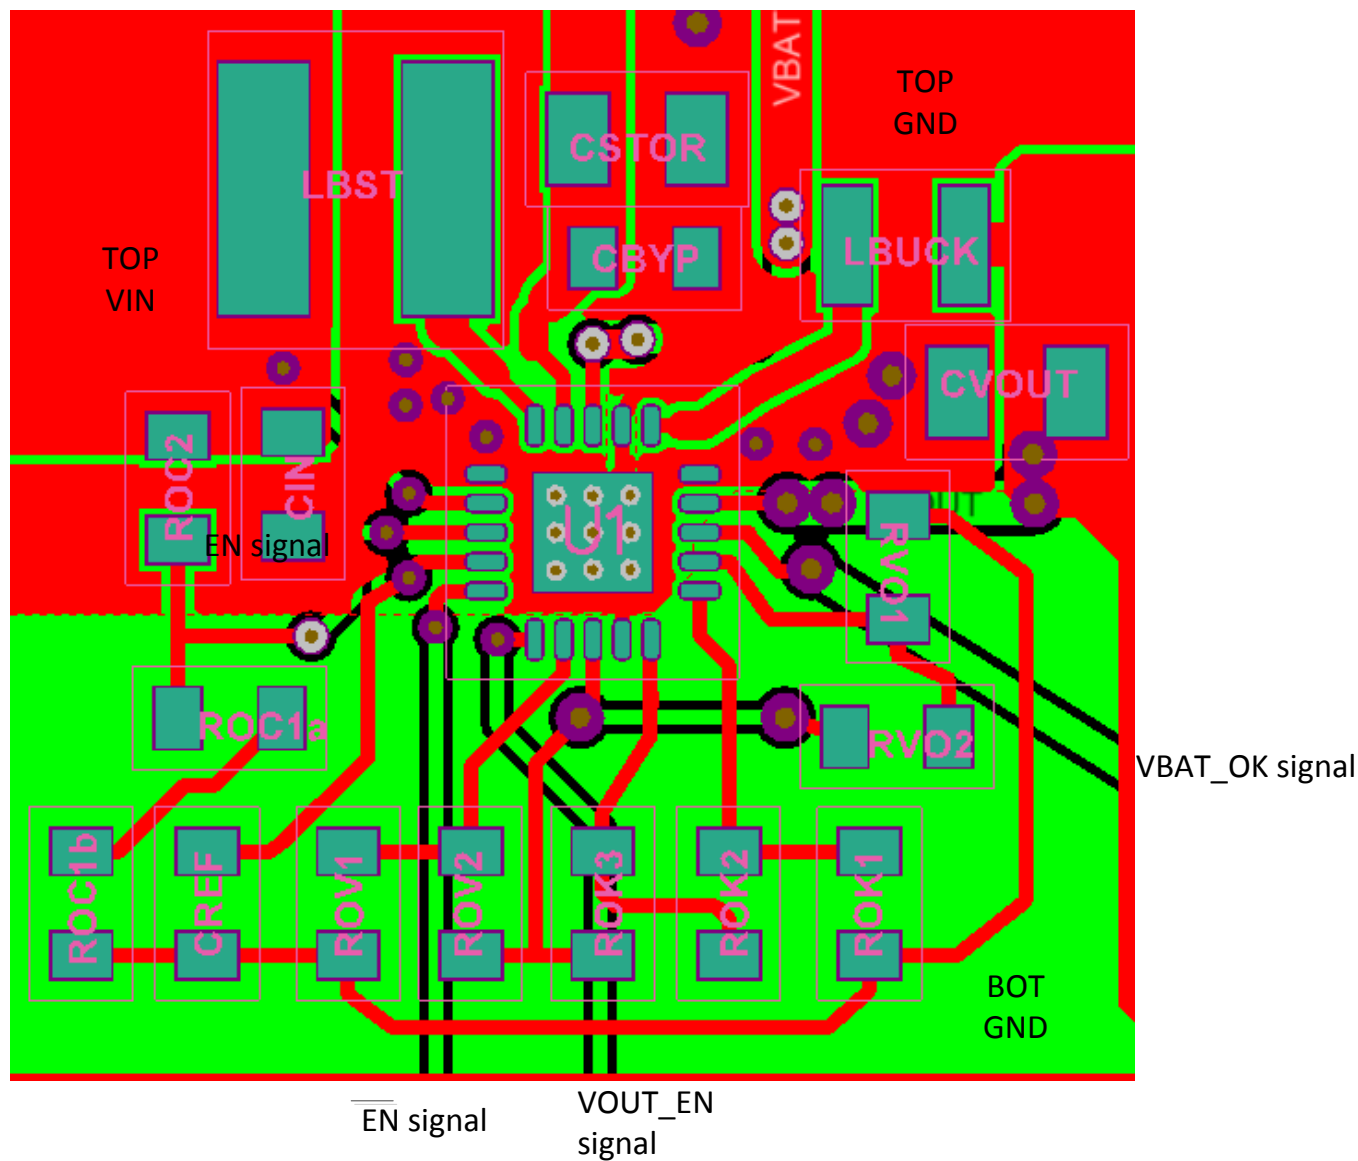 VBAT
TOP
GND
CSTOR
LBST
CBYP
LBUCK
TOP
VIN
CVOUT
ROC2
CIN
EN signal
U1
RVO1
ROC1a
RVO2
VBAT_OK signal
ROC1b
CREF
ROV1
ROV2
ROK3
ROK2
ROK1
BOT
GND
EN signal
VOUT_EN
signal